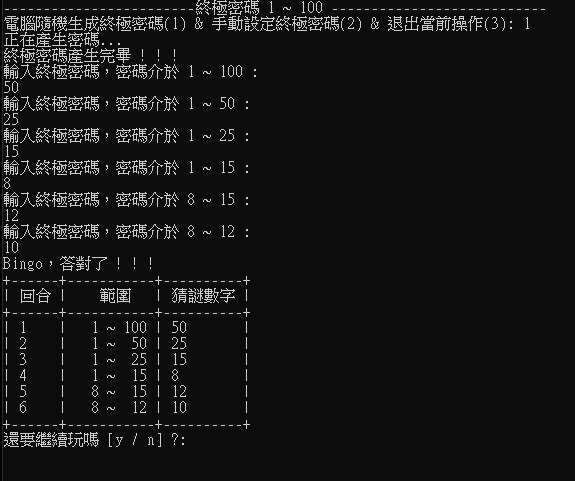 ------------------------終極密碼 1 ~ 100 ---------------------------
電腦隨機生成終極密碼(1) & 手動設定終極密碼(2) & 退出當前操作(3): 1
正在產生密碼...
終極密碼產生完畢 ! ! !
輸入終極密碼，密碼介於 1 ~ 100 :
50
輸入終極密碼，密碼介於 1 ~ 50 :
25
輸入終極密碼，密碼介於 1 ~ 25 :
15
輸入終極密碼，密碼介於 1 ~ 15 :
8
輸入終極密碼，密碼介於 8 ~ 15 :
12
輸入終極密碼，密碼介於 8 ~ 12 :
10
Bingo，答對了 ! ! !
+------+-----------+----------+
| 回合 |    範圍   | 猜謎數字 |
+------+-----------+----------+
| 1    |   1 ~ 100 | 50       |
| 2    |   1 ~  50 | 25       |
| 3    |   1 ~  25 | 15       |
| 4    |   1 ~  15 | 8        |
| 5    |   8 ~  15 | 12       |
| 6    |   8 ~  12 | 10       |
+------+-----------+----------+
還要繼續玩嗎 [y / n] ?: